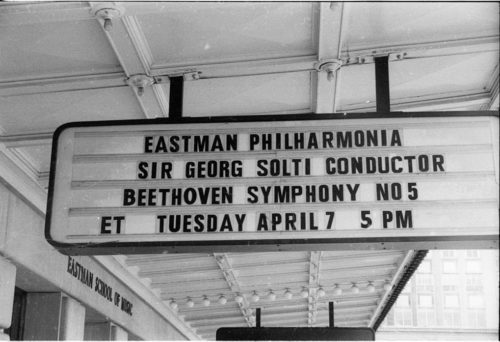 EASTMAN PHILHARMONIA
SIR GEORG SOLTI CONDUCTOR
BEETHOVEN SYMPHONY NO 5
ET TUESDAY APRIL 7 5 PM
EASTMAN SCHOOL OF MUSIC